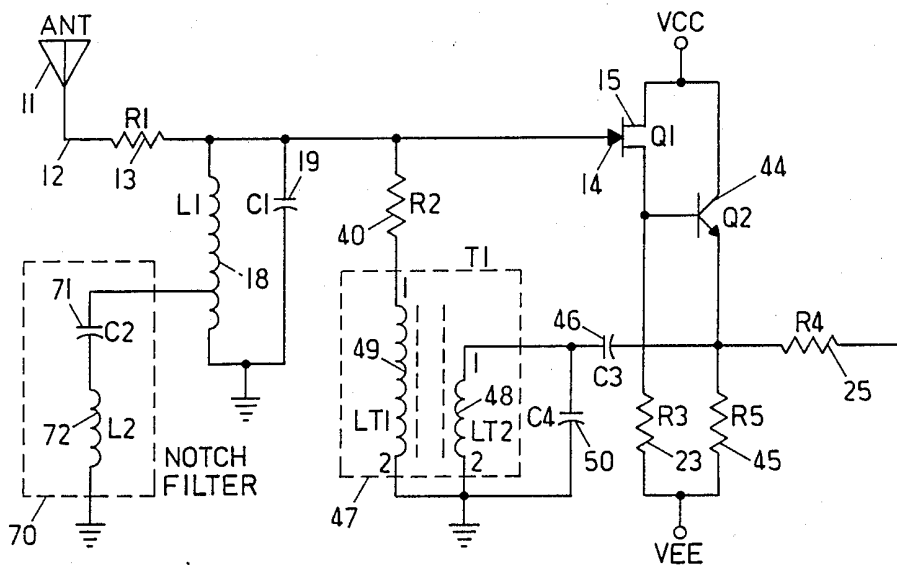 ANT
VCC
11
R1
15
Q1
12
13
L1
C1
19
R2
14
44
40
Q2
18
T1
71
1
C2
46
R4
49
1
48
C3
25
72
L2
LT1
LT2
C4
R3
R5
NOTCH
FILTER
2
2
50
23
45
70
47
VEE